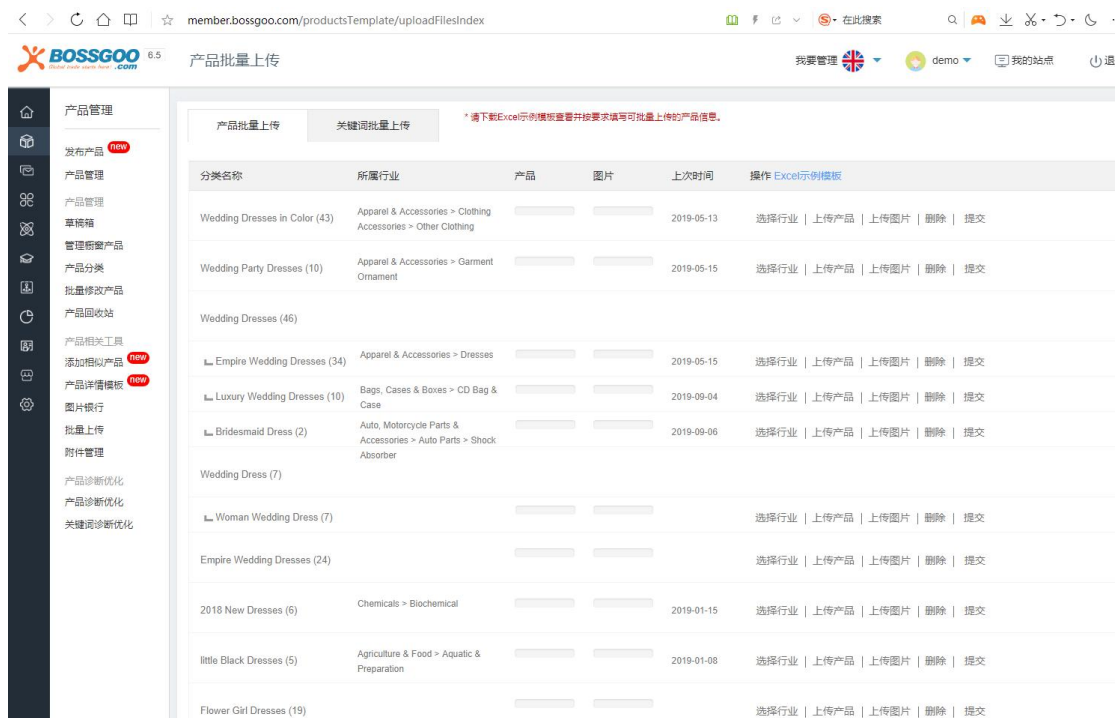 member.bossgoo.com/productsTemplate/uploadFilesIndex
在此搜索
BOSSGOO 6.5
Global trade starts here! .com
产品批量上传
我要管理
demo
我的站点
退
产品管理
发布产品 new
产品管理
产品管理
草稿箱
管理橱窗产品
产品分类
批量修改产品
产品回收站
产品相关工具
添加相似产品 new
产品详情模板 new
图片银行
批量上传
附件管理
产品诊断优化
产品诊断优化
关键词诊断优化
产品批量上传 关键词批量上传
* 请下载Excel示例模板查看并按要求填写可批量上传的产品信息。
分类名称 所属行业 产品 图片 上次时间 操作 Excel示例模板
Wedding Dresses in Color (43)
Apparel & Accessories > Clothing
Accessories > Other Clothing
2019-05-13
选择行业 | 上传产品 | 上传图片 | 删除 | 提交
Wedding Party Dresses (10)
Apparel & Accessories > Garment
Ornament
2019-05-15
选择行业 | 上传产品 | 上传图片 | 删除 | 提交
Wedding Dresses (46)
Empire Wedding Dresses (34)
Apparel & Accessories > Dresses
2019-05-15
选择行业 | 上传产品 | 上传图片 | 删除 | 提交
Luxury Wedding Dresses (10)
Bags, Cases & Boxes > CD Bag &
Case
2019-09-04
选择行业 | 上传产品 | 上传图片 | 删除 | 提交
Bridesmaid Dress (2)
Auto, Motorcycle Parts &
Accessories > Auto Parts > Shock
Absorber
2019-09-06
选择行业 | 上传产品 | 上传图片 | 删除 | 提交
Wedding Dress (7)
Woman Wedding Dress (7)
选择行业 | 上传产品 | 上传图片 | 删除 | 提交
Empire Wedding Dresses (24)
选择行业 | 上传产品 | 上传图片 | 删除 | 提交
2018 New Dresses (6)
Chemicals > Biochemical
2019-01-15
选择行业 | 上传产品 | 上传图片 | 删除 | 提交
little Black Dresses (5)
Agriculture & Food > Aquatic &
Preparation
2019-01-08
选择行业 | 上传产品 | 上传图片 | 删除 | 提交
Flower Girl Dresses (19)
选择行业 | 上传产品 | 上传图片 | 删除 | 提交